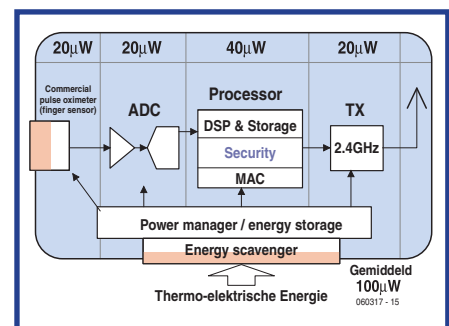 20µW 20µW 40µW 20µW
Commercial
pulse oximeter
(finger sensor)
ADC
Processor
TX
DSP & Storage
Security
MAC
2.4GHz
Power manager / energy storage
Energy scavenger
Thermo-elektrische Energie
Gemiddeld
100µW
060317 - 15